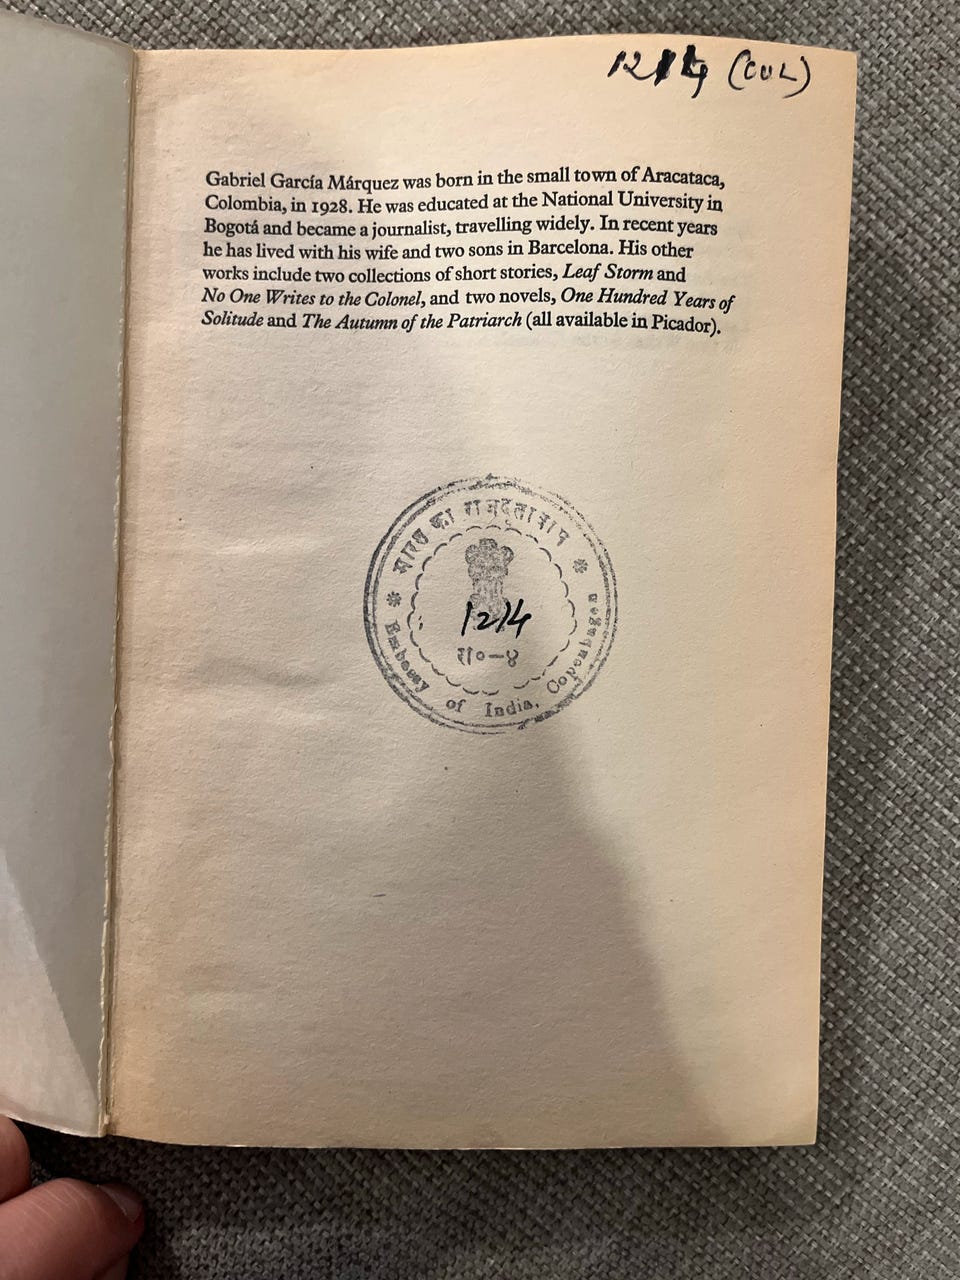 1214 (CUL)
Gabriel García Márquez was born in the small town of Aracataca,
Colombia, in 1928. He was educated at the National University in
Bogotá and became a journalist, travelling widely. In recent years
he has lived with his wife and two sons in Barcelona. His other
works include two collections of short stories, Leaf Storm and
No One Writes to the Colonel, and two novels, One Hundred Years of
Solitude and The Autumn of the Patriarch (all available in Picador).
भारत का राजदूतावास
1214
रा०-४
Embassy of India, Copenhagen